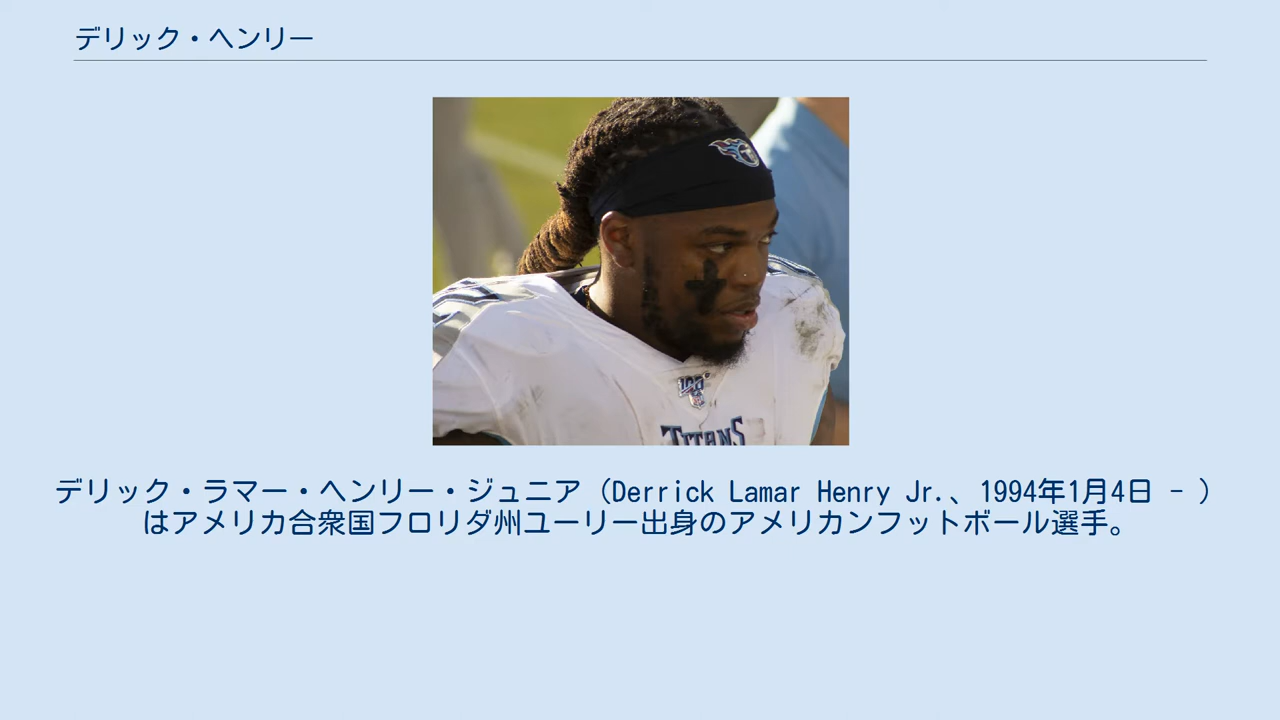 デリック・ヘンリー
100
TITANS
デリック・ラマー・ヘンリー・ジュニア（Derrick Lamar Henry Jr.、1994年1月4日 - ）
はアメリカ合衆国フロリダ州ユーリー出身のアメリカンフットボール選手。